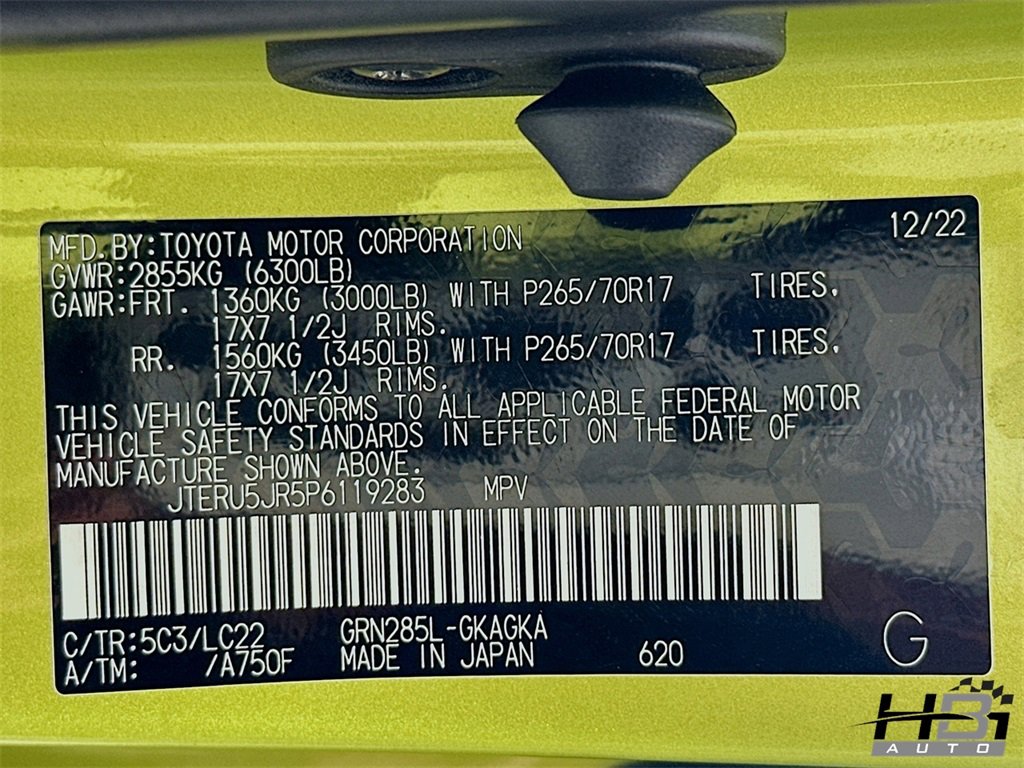 MFD. BY: TOYOTA MOTOR CORPORATION 12/22
GVWR: 2855KG (6300LB)
GAWR: FRT. 1360KG (3000LB) WITH P265/70R17 TIRES.
17X7 1/2J RIMS.
RR. 1560KG (3450LB) WITH P265/70R17 TIRES.
17X7 1/2J RIMS.
THIS VEHICLE CONFORMS TO ALL APPLICABLE FEDERAL MOTOR
VEHICLE SAFETY STANDARDS IN EFFECT ON THE DATE OF
MANUFACTURE SHOWN ABOVE.
JTERU5JR5P6119283 MPV
C/TR: 5C3/LC22 GRN285L-GKAGKA
A/TM: /A750F MADE IN JAPAN 620 G
HBI
AUTO